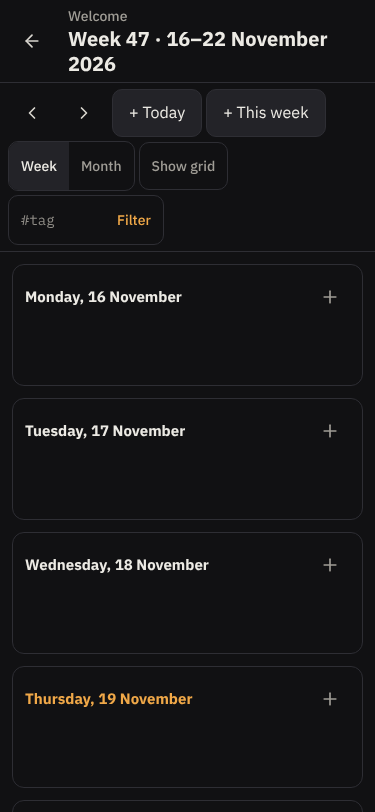 Welcome
Week 47 · 16–22 November
2026
+ Today
+ This week
Week
Month
Show grid
#tag
Filter
Monday, 16 November
Tuesday, 17 November
Wednesday, 18 November
Thursday, 19 November